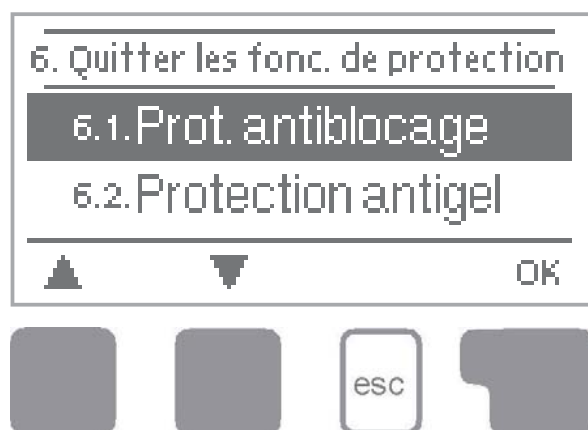 6. Quitter les fonc. de protection
6.1. Prot. antiblocage
6.2. Protection antigel
OK
esc